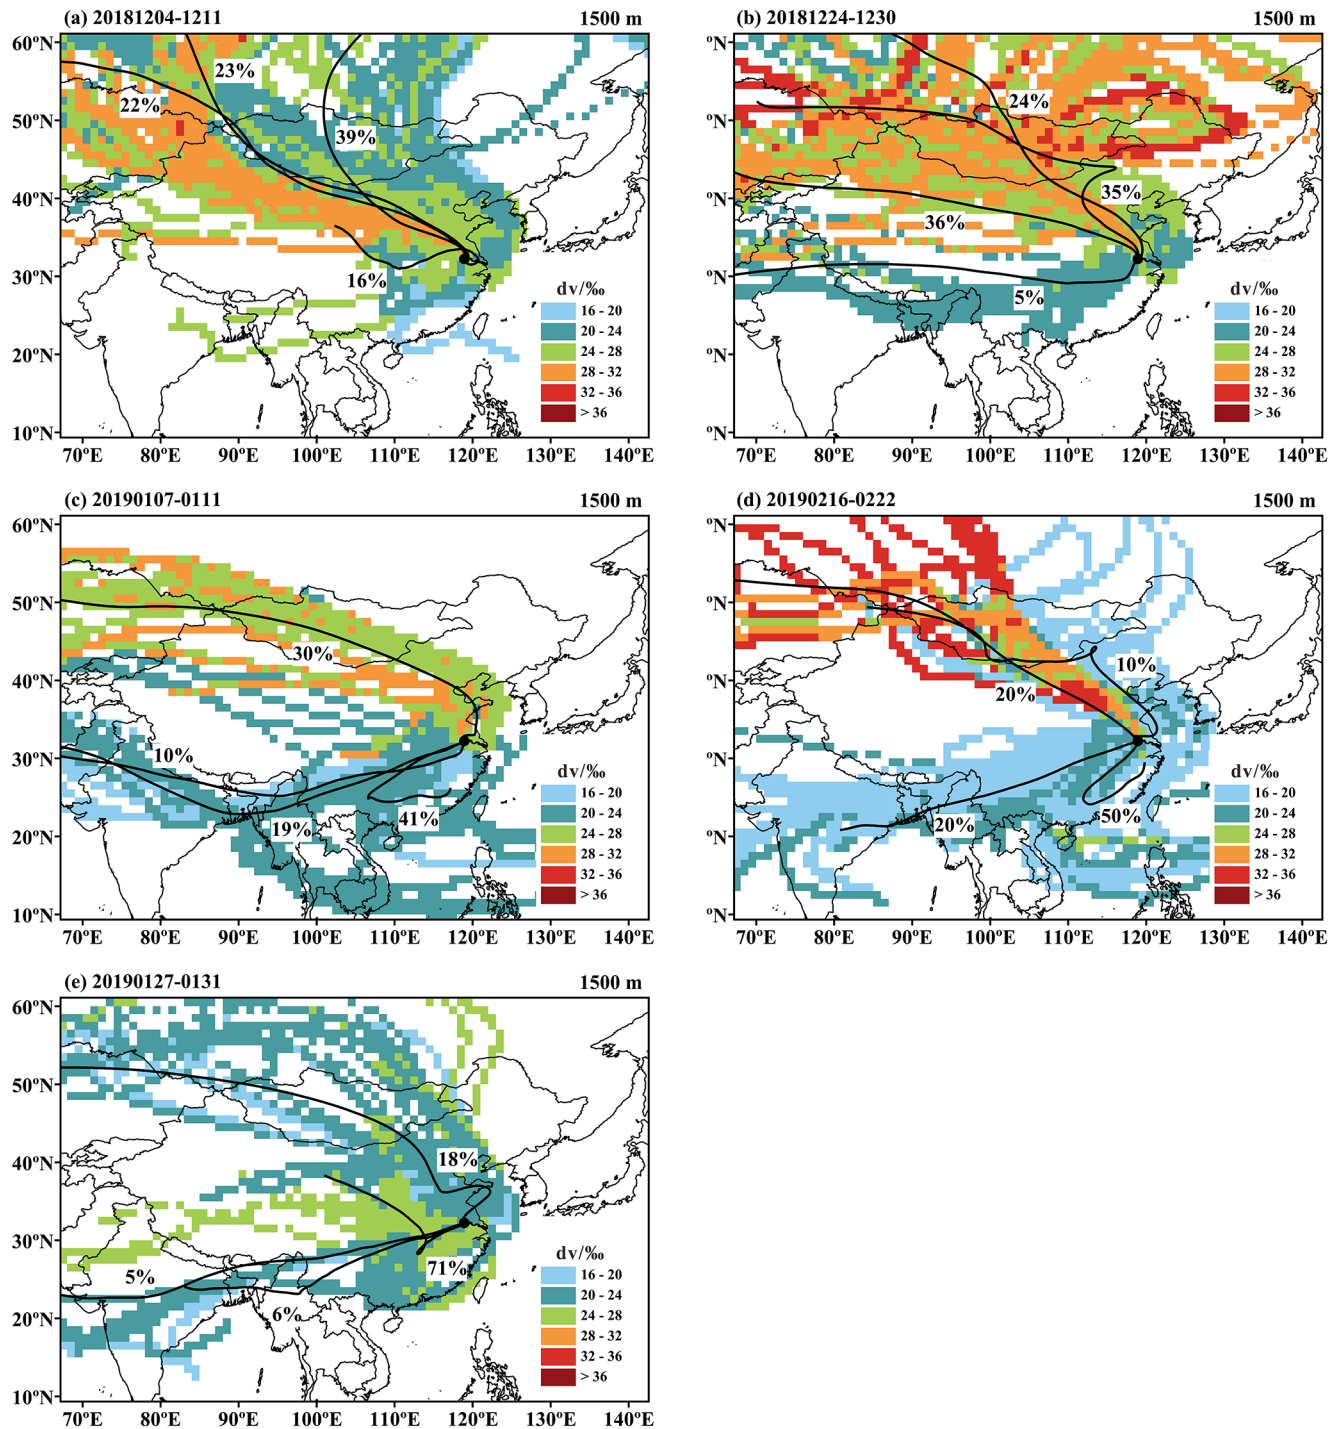 (a) 20181204-1211 1500 m
60°N
50°N
40°N
30°N
20°N
10°N
23%
22%
39%
16%
dv/‰
16 - 20
20 - 24
24 - 28
28 - 32
32 - 36
> 36
70°E 80°E 90°E 100°E 110°E 120°E 130°E 140°E
(b) 20181224-1230 1500 m
°N
°N
°N
°N
°N
°N
24%
35%
36%
5%
dv/‰
16 - 20
20 - 24
24 - 28
28 - 32
32 - 36
> 36
70°E 80°E 90°E 100°E 110°E 120°E 130°E 140°E
(c) 20190107-0111 1500 m
60°N
50°N
40°N
30°N
20°N
10°N
30%
10%
19%
41%
dv/‰
16 - 20
20 - 24
24 - 28
28 - 32
32 - 36
> 36
70°E 80°E 90°E 100°E 110°E 120°E 130°E 140°E
(d) 20190216-0222 1500 m
°N
°N
°N
°N
°N
°N
10%
20%
50%
20%
dv/‰
16 - 20
20 - 24
24 - 28
28 - 32
32 - 36
> 36
70°E 80°E 90°E 100°E 110°E 120°E 130°E 140°E
(e) 20190127-0131 1500 m
60°N
50°N
40°N
30°N
20°N
10°N
18%
71%
5%
6%
dv/‰
16 - 20
20 - 24
24 - 28
28 - 32
32 - 36
> 36
70°E 80°E 90°E 100°E 110°E 120°E 130°E 140°E